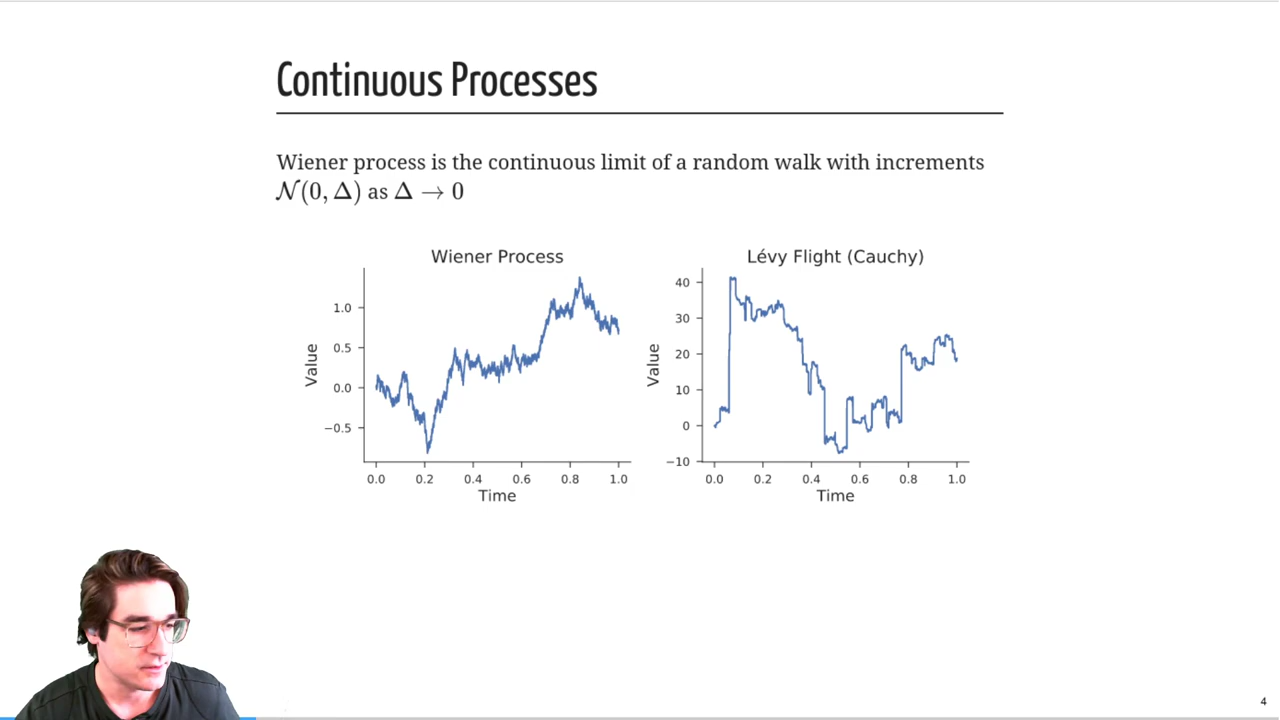 Continuous Processes
Wiener process is the continuous limit of a random walk with increments
𝒩(0, Δ) as Δ → 0
Wiener Process
1.0
0.5
0.0
−0.5
Value
0.0 0.2 0.4 0.6 0.8 1.0
Time
Lévy Flight (Cauchy)
40
30
20
10
0
−10
Value
0.0 0.2 0.4 0.6 0.8 1.0
Time
4